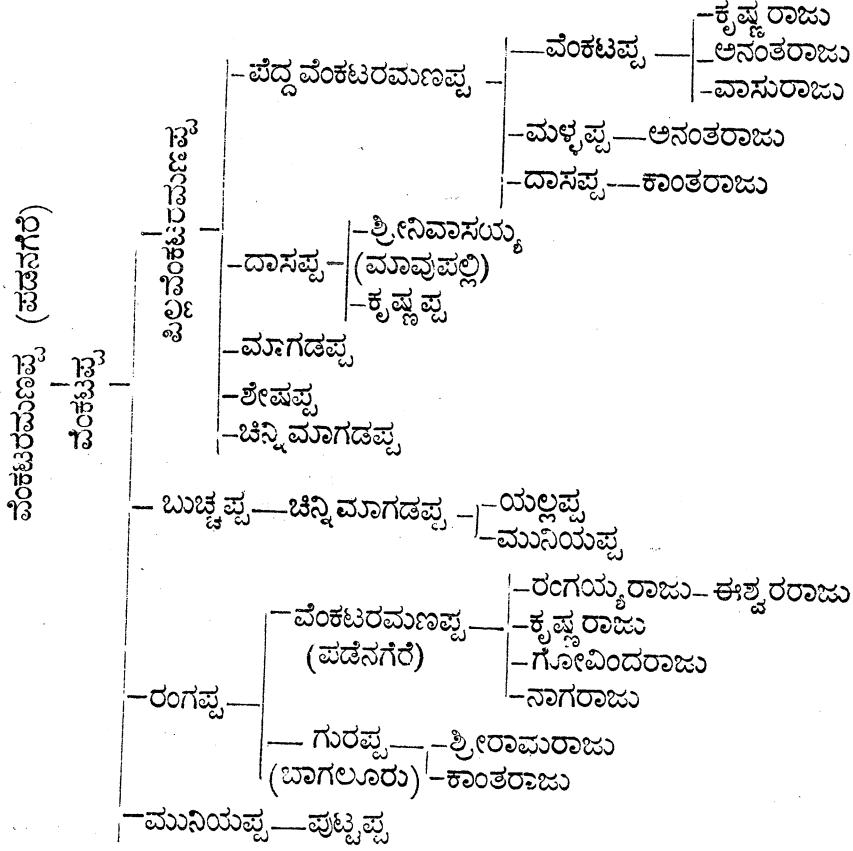 ವೆಂಕಟರಮಣಪ್ಪ (ಪಡನಗೆರೆ)
ವೆಂಕಟಪ್ಪ
ಪಿಲ್ಲವೆಂಕಟರಮಣಪ್ಪ
ಪೆದ್ದವೆಂಕಟರಮಣಪ್ಪ
ವೆಂಕಟಪ್ಪ
ಕೃಷ್ಣರಾಜು
ಅನಂತರಾಜು
ವಾಸುರಾಜು
ಮಳ್ಳಪ್ಪ — ಅನಂತರಾಜು
ದಾಸಪ್ಪ — ಕಾಂತರಾಜು
ದಾಸಪ್ಪ
ಶ್ರೀನಿವಾಸಯ್ಯ
(ಮಾವುಪಲ್ಲಿ)
ಕೃಷ್ಣಪ್ಪ
ಮಾಗಡಪ್ಪ
ಶೇಷಪ್ಪ
ಚಿನ್ನಿಮಾಗಡಪ್ಪ
ಬುಚ್ಚಪ್ಪ — ಚಿನ್ನಿಮಾಗಡಪ್ಪ
ಯಲ್ಲಪ್ಪ
ಮುನಿಯಪ್ಪ
ರಂಗಪ್ಪ
ವೆಂಕಟರಮಣಪ್ಪ
(ಪಡೆನಗೆರೆ)
ರಂಗಯ್ಯರಾಜು – ಈಶ್ವರರಾಜು
ಕೃಷ್ಣರಾಜು
ಗೋವಿಂದರಾಜು
ನಾಗರಾಜು
ಗುರಪ್ಪ
(ಬಾಗಲೂರು)
ಶ್ರೀರಾಮರಾಜು
ಕಾಂತರಾಜು
ಮುನಿಯಪ್ಪ — ಪುಟ್ಟಪ್ಪ